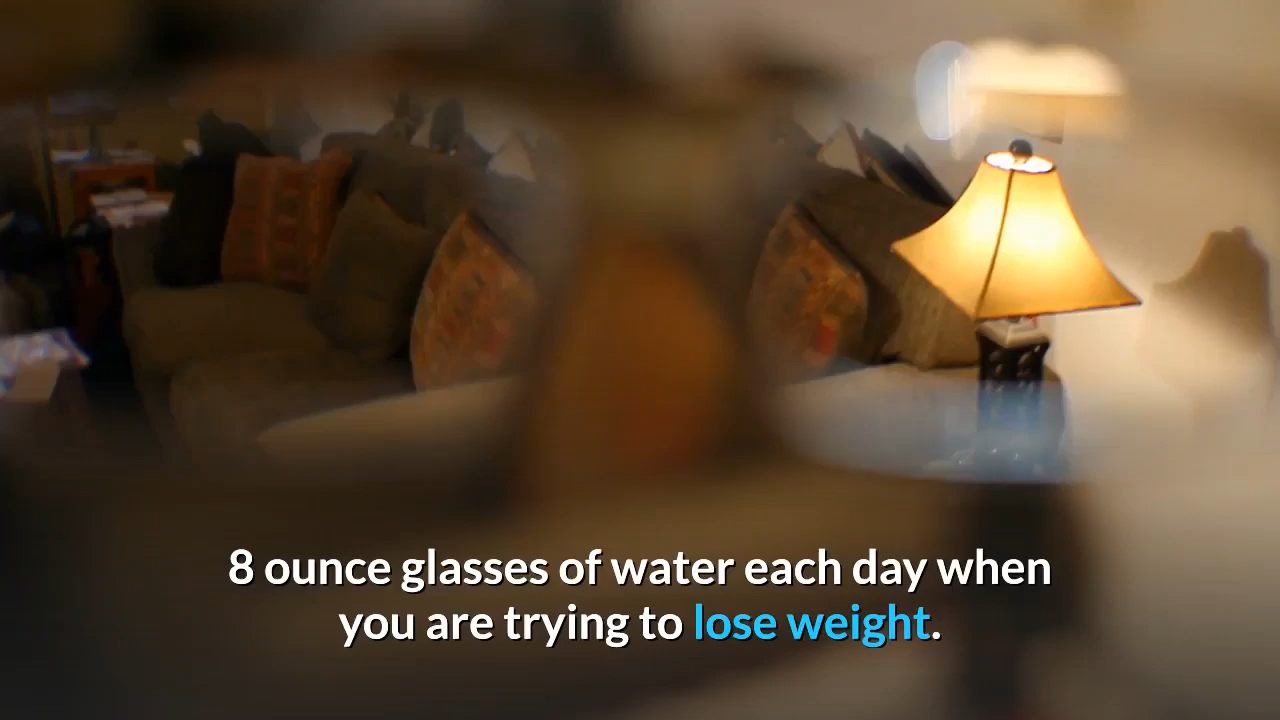 8 ounce glasses of water each day when
you are trying to lose weight.